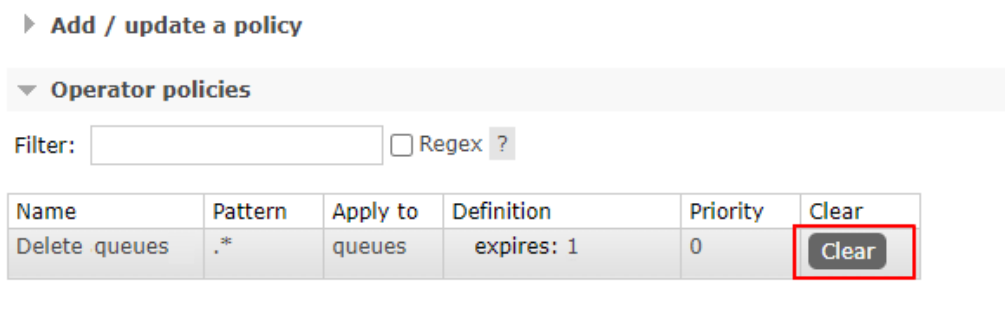 Add / update a policy
Operator policies
Filter: Regex ?
Name Pattern Apply to Definition Priority Clear
Delete queues .* queues expires: 1 0 Clear